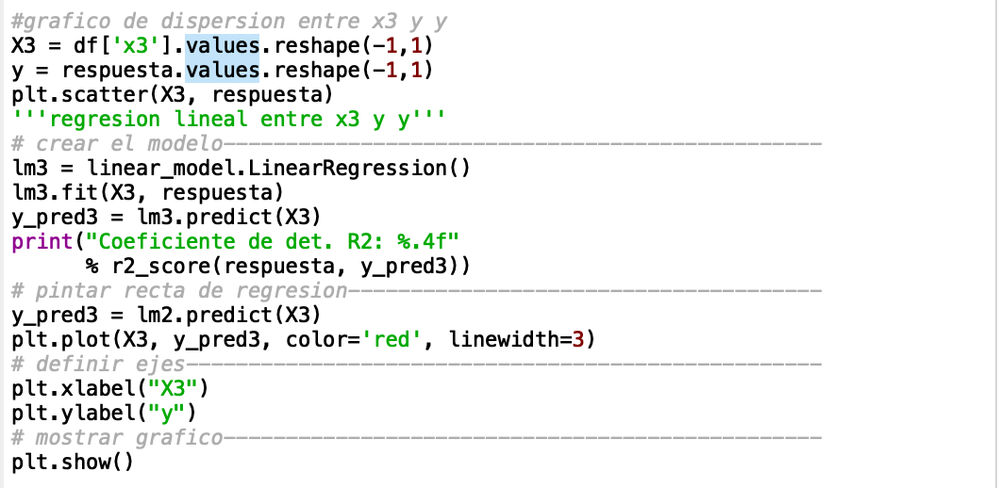 #grafico de dispersion entre x3 y y
X3 = df['x3'].values.reshape(-1,1)
y = respuesta.values.reshape(-1,1)
plt.scatter(X3, respuesta)
'''regresion lineal entre x3 y y'''
# crear el modelo------------------------------------------------
lm3 = linear_model.LinearRegression()
lm3.fit(X3, respuesta)
y_pred3 = lm3.predict(X3)
print("Coeficiente de det. R2: %.4f"
      % r2_score(respuesta, y_pred3))
# pintar recta de regresion--------------------------------------
y_pred3 = lm2.predict(X3)
plt.plot(X3, y_pred3, color='red', linewidth=3)
# definir ejes---------------------------------------------------
plt.xlabel("X3")
plt.ylabel("y")
# mostrar grafico------------------------------------------------
plt.show()